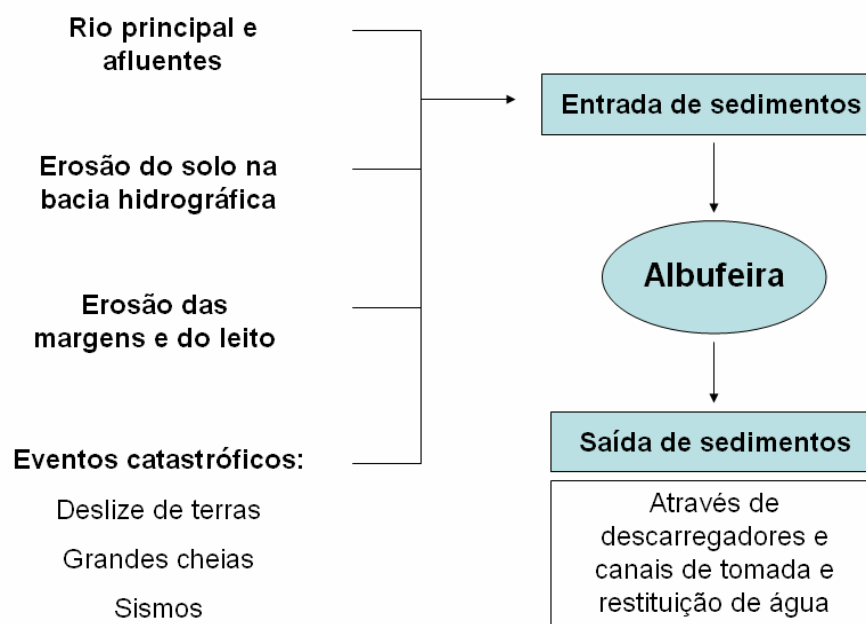 Rio principal e
afluentes
Erosão do solo na
bacia hidrográfica
Erosão das
margens e do leito
Eventos catastróficos:
Deslize de terras
Grandes cheias
Sismos
Entrada de sedimentos
Albufeira
Saída de sedimentos
Através de
descarregadores e
canais de tomada e
restituição de água